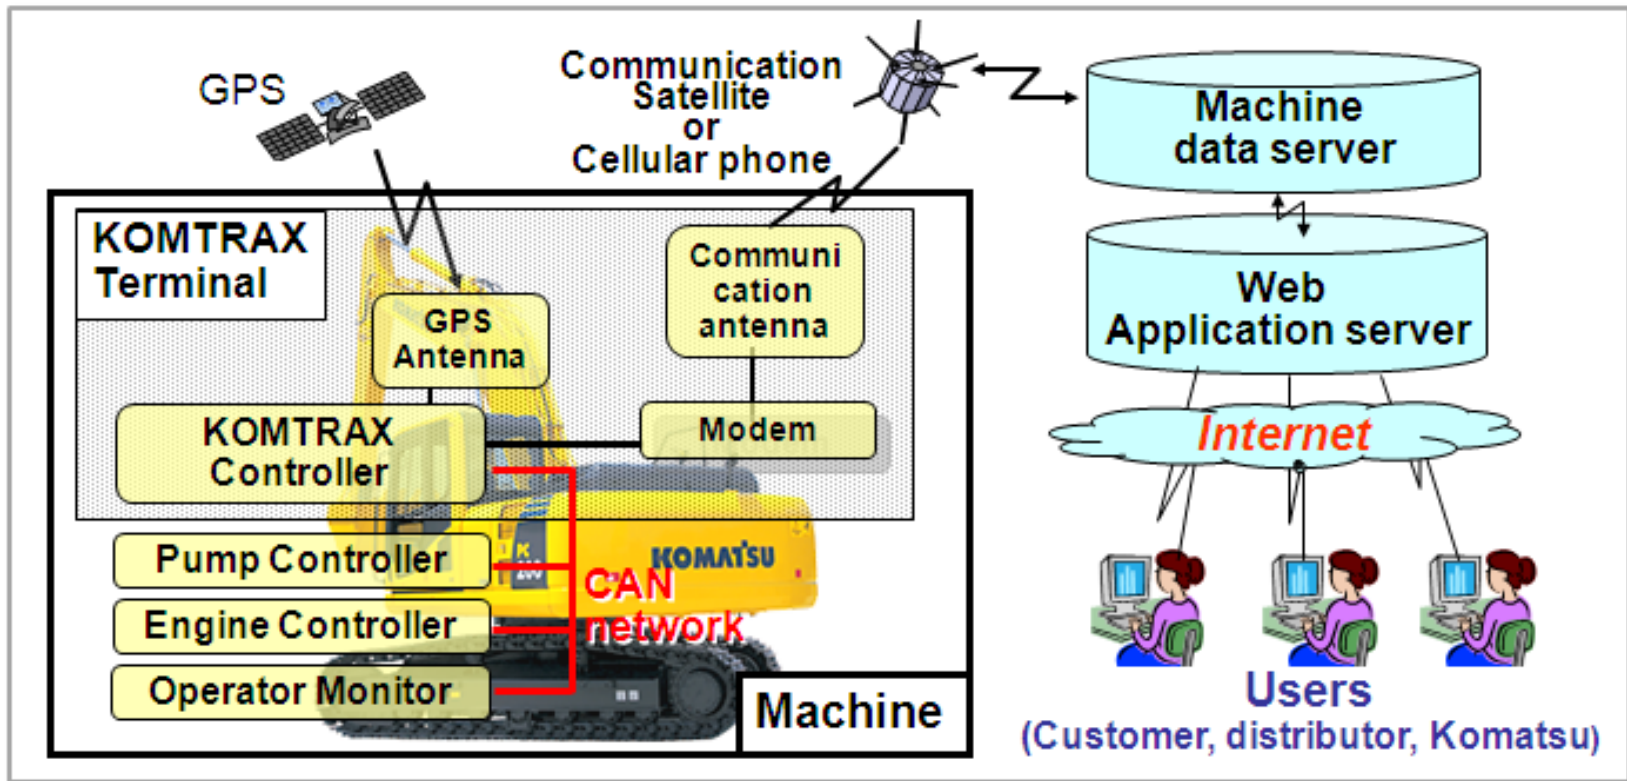 GPS
Communication
Satellite
or
Cellular phone
Machine
data server
KOMTRAX
Terminal
GPS
Antenna
Communi
cation
antenna
Web
Application server
KOMTRAX
Controller
Modem
Internet
Pump Controller
Engine Controller
Operator Monitor
KOMATSU
CAN
network
Machine
Users
(Customer, distributor, Komatsu)